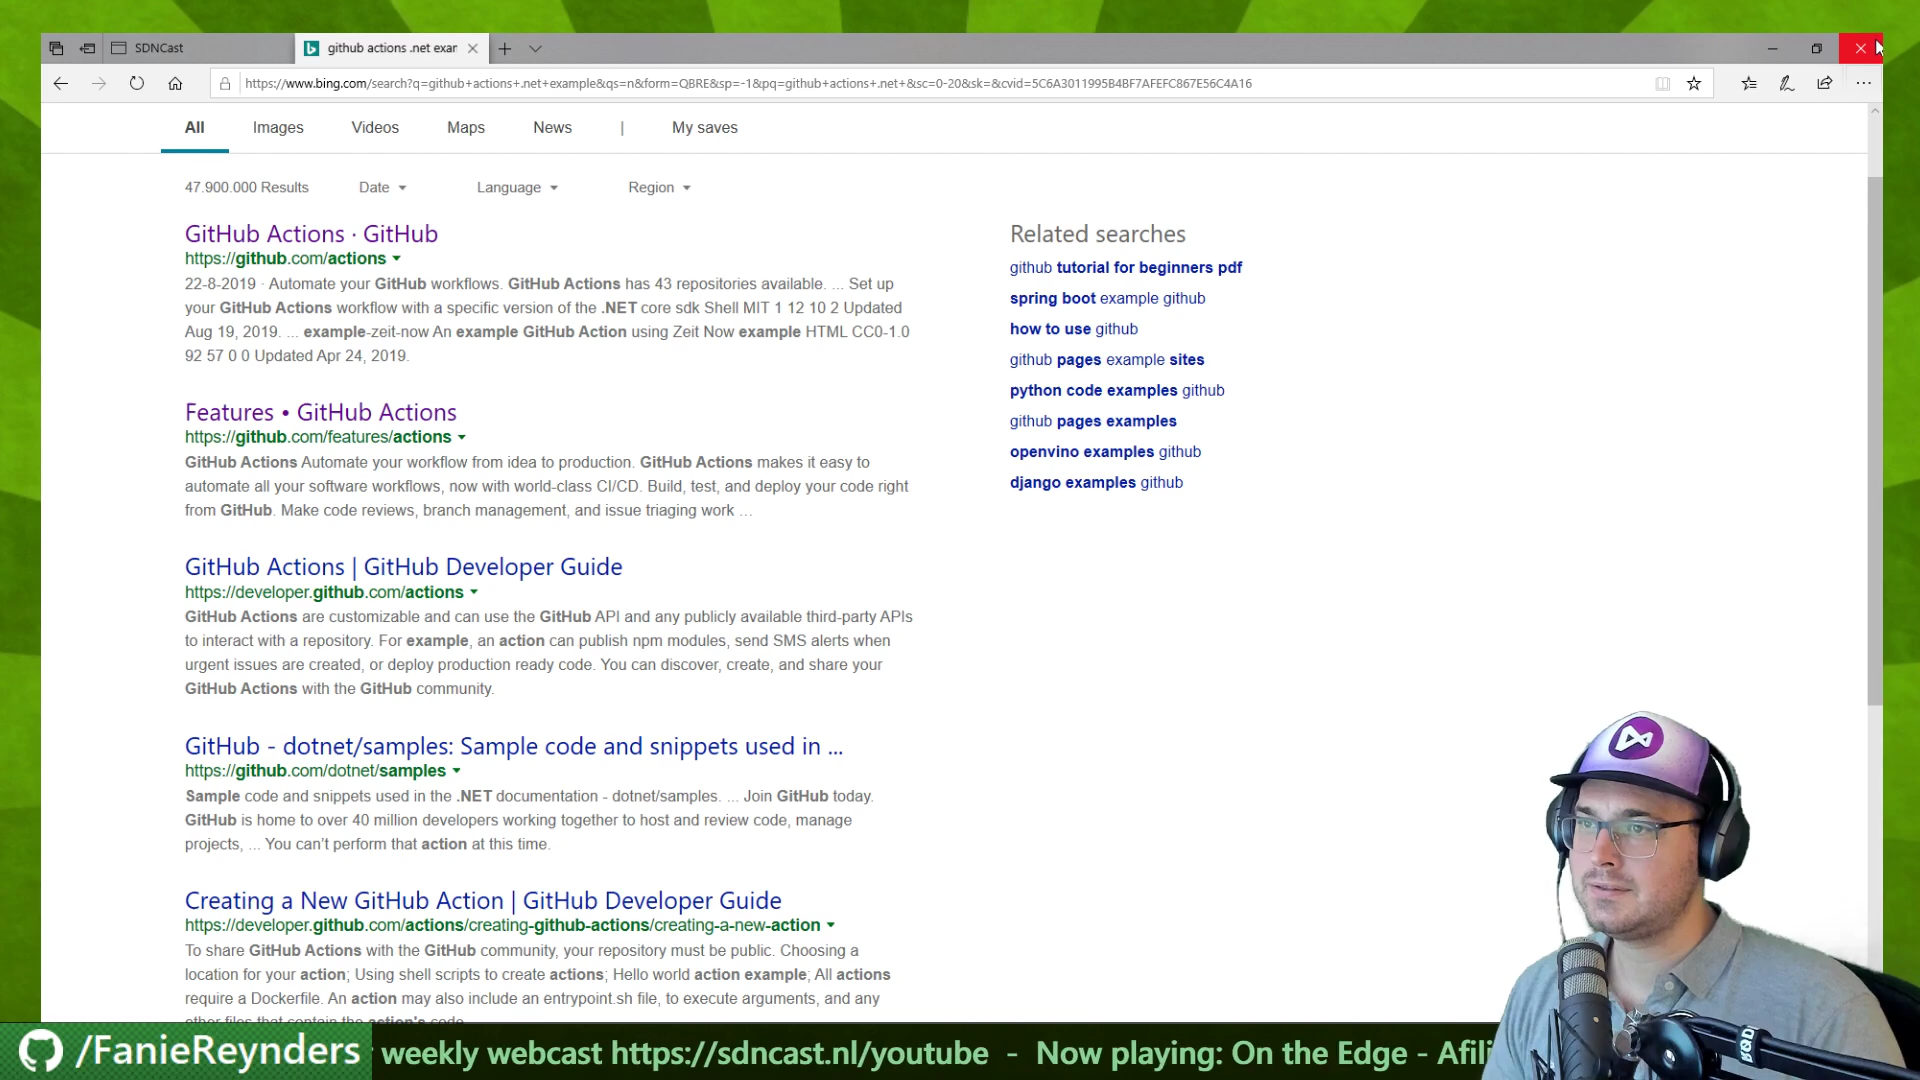 SDNCast
github actions .net exar
https://www.bing.com/search?q=github+actions+.net+example&qs=n&form=QBRE&sp=-1&pq=github+actions+.net+&sc=0-20&sk=&cvid=5C6A3011995B4BF7AFEFC867E56C4A16
All Images Videos Maps News | My saves
47.900.000 Results Date Language Region
GitHub Actions · GitHub
https://github.com/actions
22-8-2019 · Automate your GitHub workflows. GitHub Actions has 43 repositories available. ... Set up
your GitHub Actions workflow with a specific version of the .NET core sdk Shell MIT 1 12 10 2 Updated
Aug 19, 2019. ... example-zeit-now An example GitHub Action using Zeit Now example HTML CC0-1.0
92 57 0 0 Updated Apr 24, 2019.
Features • GitHub Actions
https://github.com/features/actions
GitHub Actions Automate your workflow from idea to production. GitHub Actions makes it easy to
automate all your software workflows, now with world-class CI/CD. Build, test, and deploy your code right
from GitHub. Make code reviews, branch management, and issue triaging work ...
GitHub Actions | GitHub Developer Guide
https://developer.github.com/actions
GitHub Actions are customizable and can use the GitHub API and any publicly available third-party APIs
to interact with a repository. For example, an action can publish npm modules, send SMS alerts when
urgent issues are created, or deploy production ready code. You can discover, create, and share your
GitHub Actions with the GitHub community.
GitHub - dotnet/samples: Sample code and snippets used in ...
https://github.com/dotnet/samples
Sample code and snippets used in the .NET documentation - dotnet/samples. ... Join GitHub today.
GitHub is home to over 40 million developers working together to host and review code, manage
projects, ... You can't perform that action at this time.
Creating a New GitHub Action | GitHub Developer Guide
https://developer.github.com/actions/creating-github-actions/creating-a-new-action
To share GitHub Actions with the GitHub community, your repository must be public. Choosing a
location for your action; Using shell scripts to create actions; Hello world action example; All actions
require a Dockerfile. An action may also include an entrypoint.sh file, to execute arguments, and any
other files that contain the action's code.
Related searches
github tutorial for beginners pdf
spring boot example github
how to use github
github pages example sites
python code examples github
github pages examples
openvino examples github
django examples github
/FanieReynders
weekly webcast https://sdncast.nl/youtube - Now playing: On the Edge - Afili